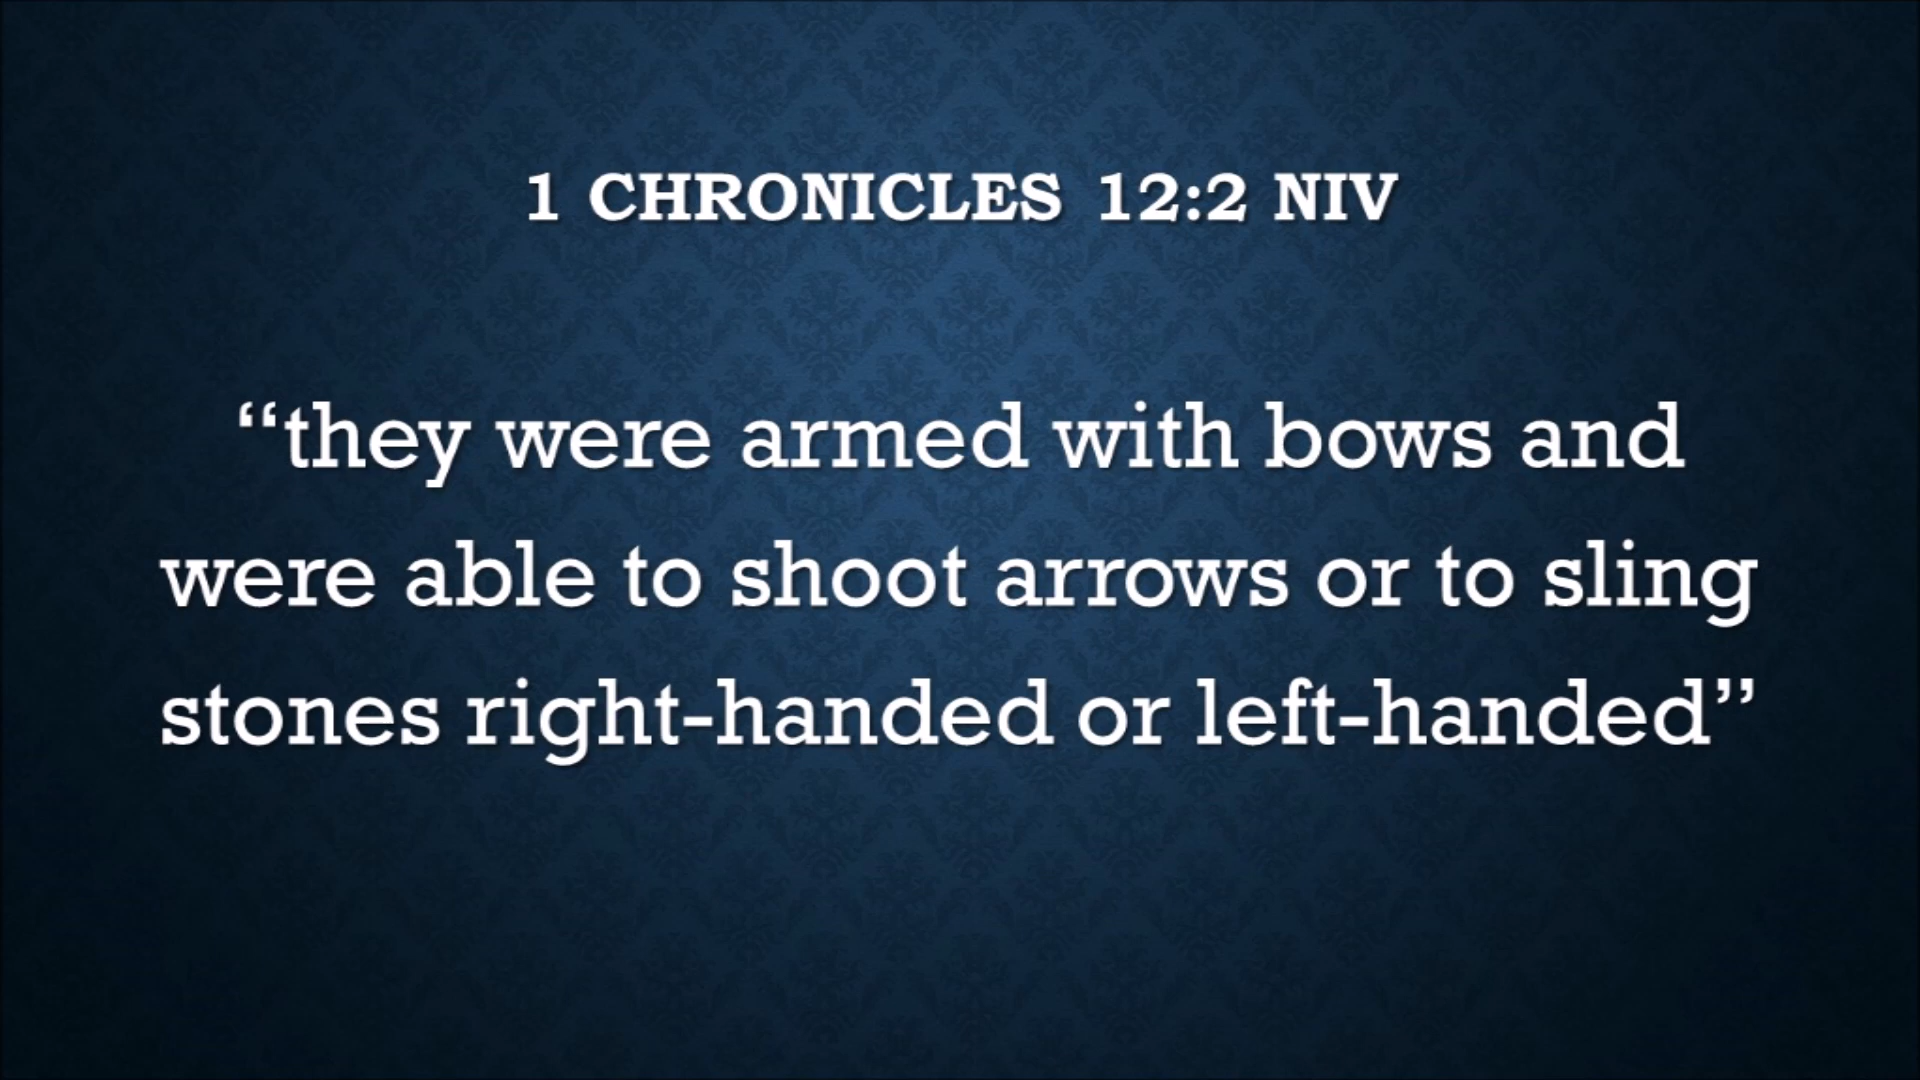 1 CHRONICLES 12:2 NIV
“they were armed with bows and
were able to shoot arrows or to sling
stones right-handed or left-handed”